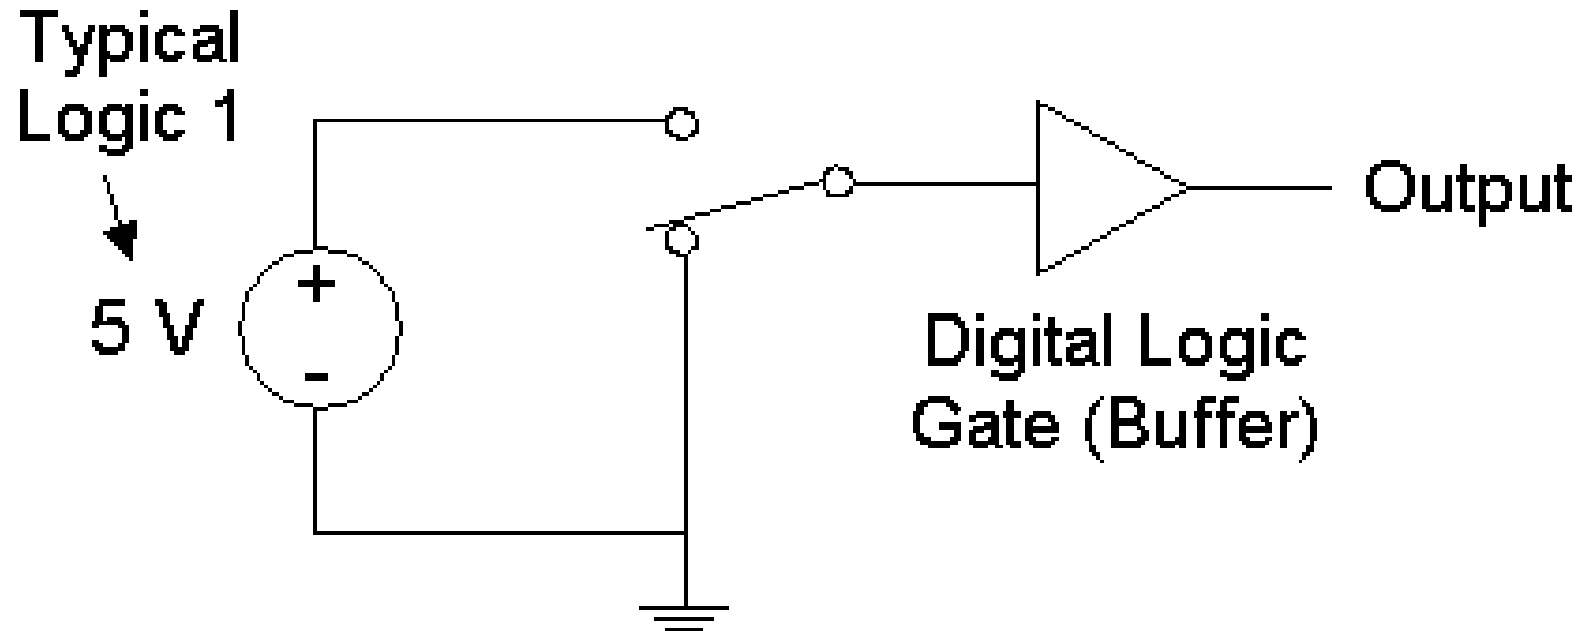 Typical
Logic 1
5 V
+
-
Output
Digital Logic
Gate (Buffer)